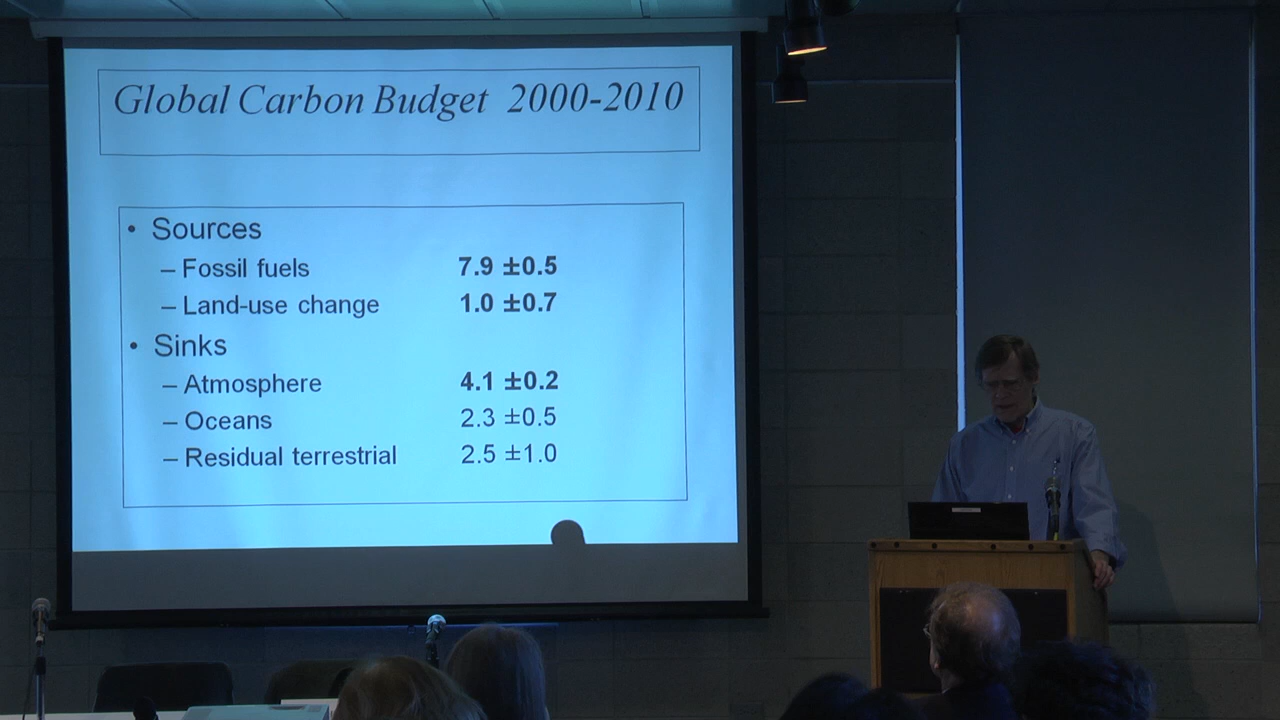 Global Carbon Budget 2000-2010
• Sources
– Fossil fuels 7.9 ±0.5
– Land-use change 1.0 ±0.7
• Sinks
– Atmosphere 4.1 ±0.2
– Oceans 2.3 ±0.5
– Residual terrestrial 2.5 ±1.0